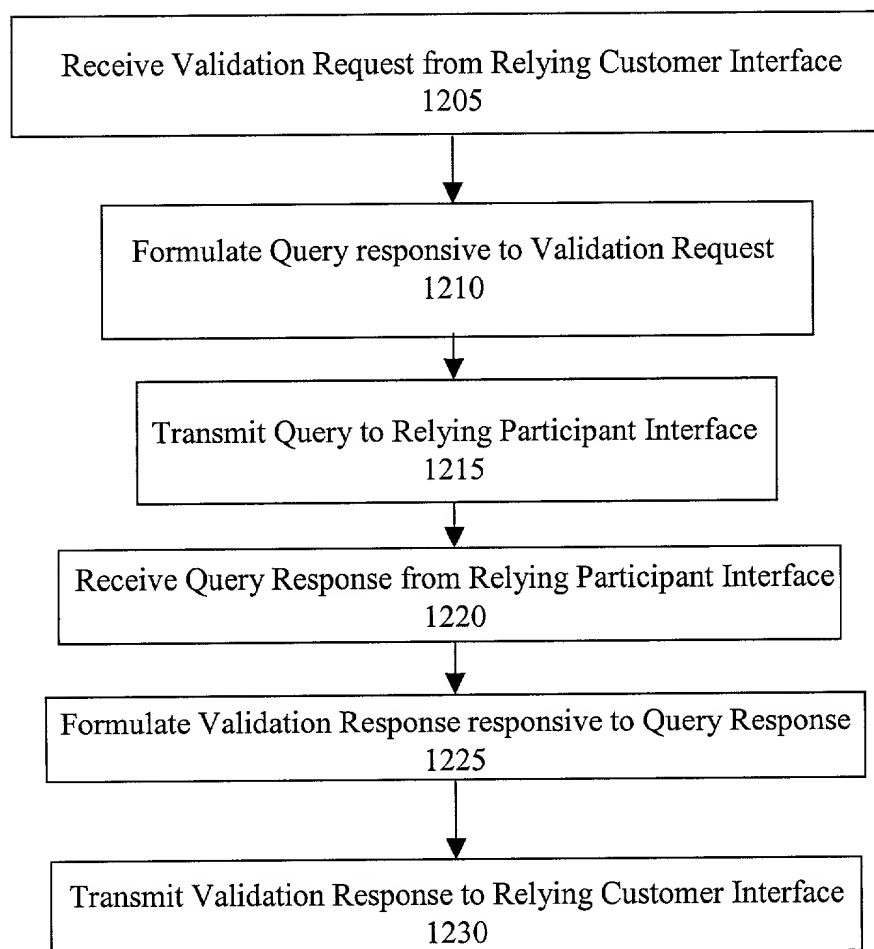 Receive Validation Request from Relying Customer Interface
1205
Formulate Query responsive to Validation Request
1210
Transmit Query to Relying Participant Interface
1215
Receive Query Response from Relying Participant Interface
1220
Formulate Validation Response responsive to Query Response
1225
Transmit Validation Response to Relying Customer Interface
1230